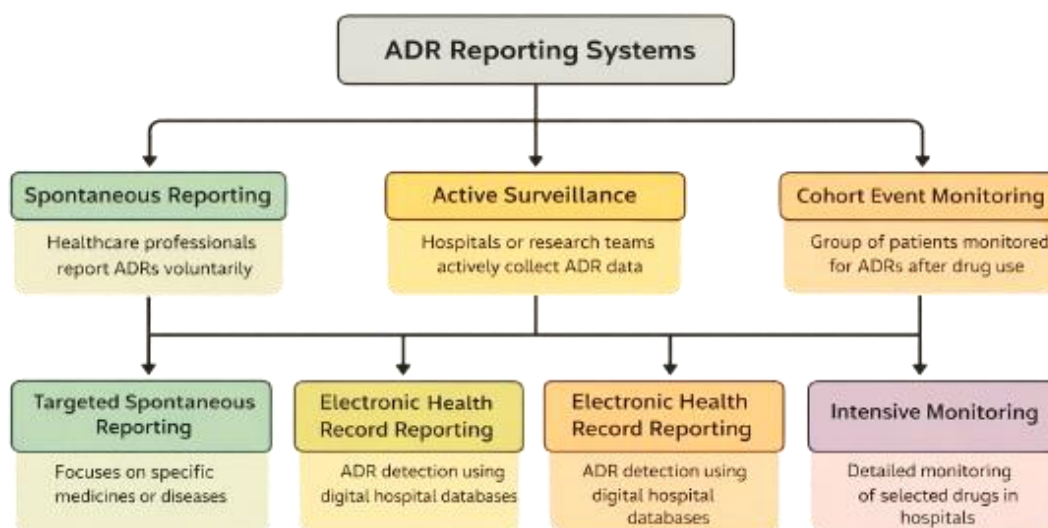 ADR Reporting Systems
Spontaneous Reporting
Healthcare professionals
report ADRs voluntarily
Active Surveillance
Hospitals or research teams
actively collect ADR data
Cohort Event Monitoring
Group of patients monitored
for ADRs after drug use
Targeted Spontaneous
Reporting
Focuses on specific
medicines or diseases
Electronic Health
Record Reporting
ADR detection using
digital hospital databases
Electronic Health
Record Reporting
ADR detection using
digital hospital
databases
Intensive Monitoring
Detailed monitoring
of selected drugs in
hospitals